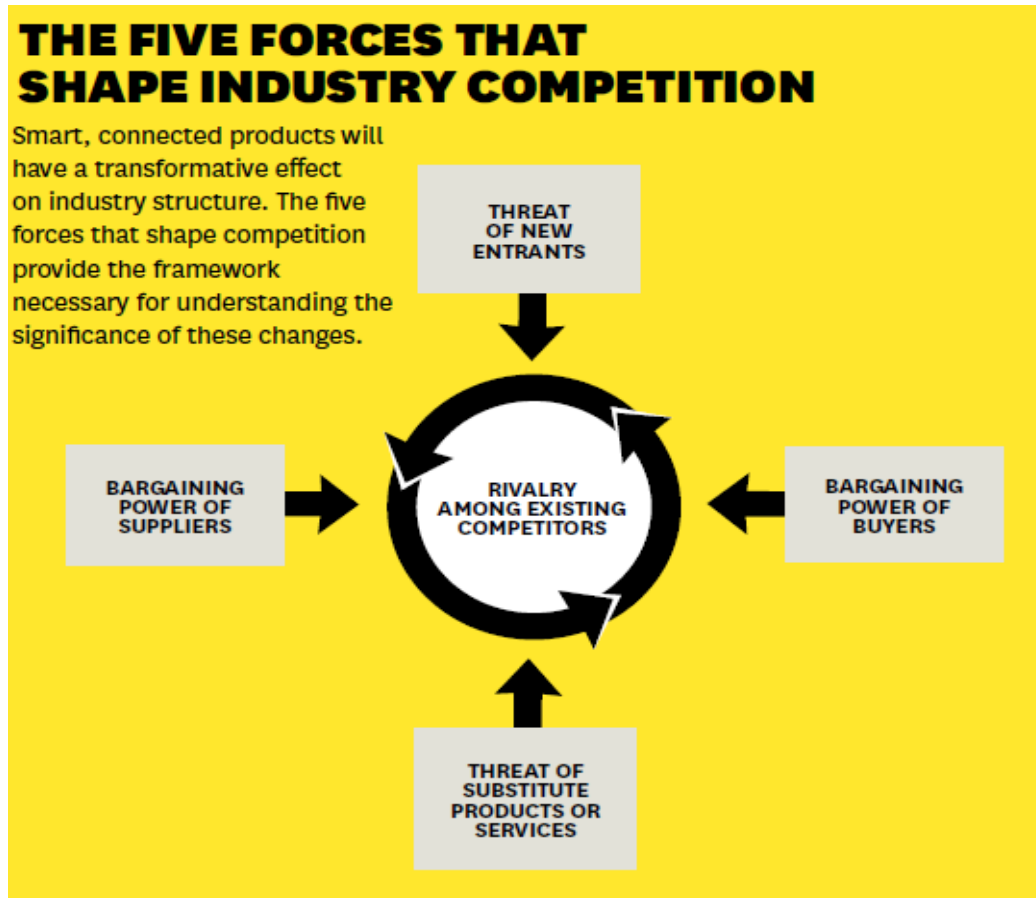 THE FIVE FORCES THAT
SHAPE INDUSTRY COMPETITION
Smart, connected products will
have a transformative effect
on industry structure. The five
forces that shape competition
provide the framework
necessary for understanding the
significance of these changes.
THREAT
OF NEW
ENTRANTS
BARGAINING
POWER OF
SUPPLIERS
RIVALRY
AMONG EXISTING
COMPETITORS
BARGAINING
POWER OF
BUYERS
THREAT OF
SUBSTITUTE
PRODUCTS OR
SERVICES